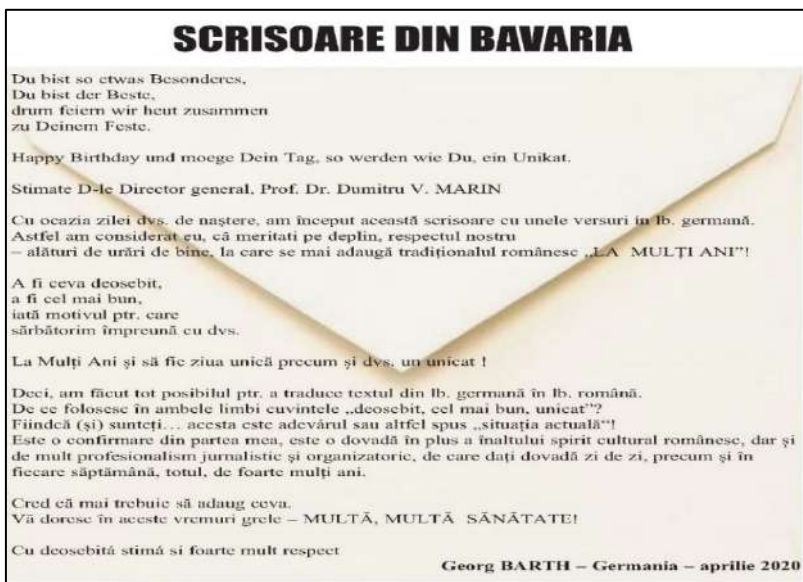 SCRISOARE DIN BAVARIA
Du bist so etwas Besonderes,
Du bist der Beste,
drum feiern wir heut zusammen
zu Deinem Feste.
Happy Birthday und moege Dein Tag, so werden wie Du, ein Unikat.
Stimate D-le Director general, Prof. Dr. Dumitru V. MARIN
Cu ocazia zilei dvs. de naștere, am început această scrisoare cu unele versuri in lb. germană.
Astfel am considerat eu, că meritati pe deplin, respectul nostru
– alături de urări de bine, la care se mai adaugă tradiționalul românesc „LA MULȚI ANI”!
A fi ceva deosebit,
a fi cel mai bun,
iată motivul ptr. care
sărbătorim împreună cu dvs.
La Mulți Ani și să fie ziua unică precum și dvs. un unicat !
Deci, am făcut tot posibilul ptr. a traduce textul din lb. germană în lb. română.
De ce folosesc în ambele limbi cuvintele „deosebit, cel mai bun, unicat”?
Fiindcă (și) sunteți... acesta este adevărul sau altfel spus „situația actuală”!
Este o confirmare din partea mea, este o dovadă în plus a înaltului spirit cultural românesc, dar și
de mult profesionalism jurnalistic și organizatoric, de care dați dovadă zi de zi, precum și în
fiecare săptămână, totul, de foarte mulți ani.
Cred că mai trebuie să adaug ceva.
Vă doresc în aceste vremuri grele – MULTĂ, MULTĂ SĂNĂTATE!
Cu deosebită stimă si foarte mult respect
Georg BARTH – Germania – aprilie 2020